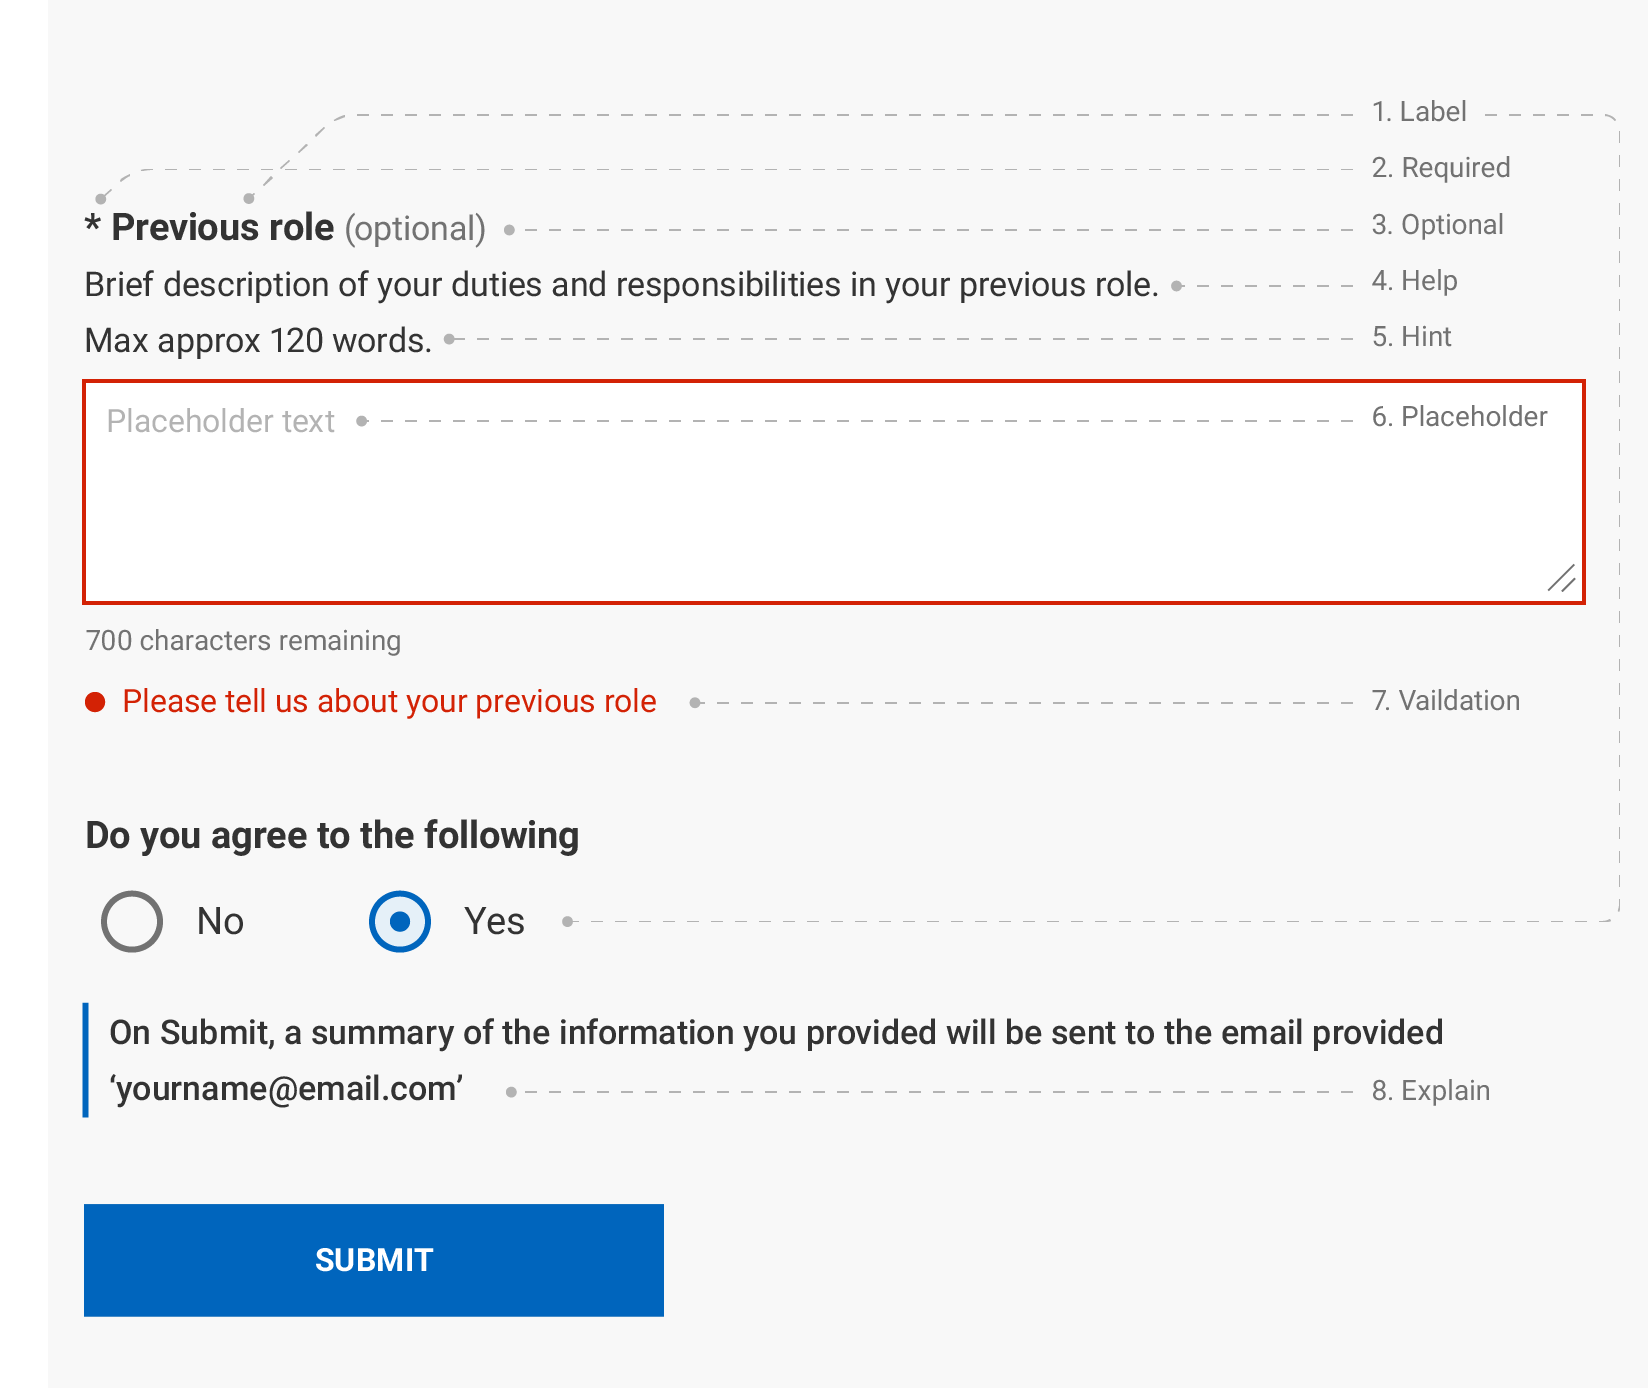 1. Label
2. Required
* Previous role (optional)
3. Optional
Brief description of your duties and responsibilities in your previous role.
4. Help
Max approx 120 words.
5. Hint
Placeholder text
6. Placeholder
700 characters remaining
Please tell us about your previous role
7. Vaildation
Do you agree to the following
No
Yes
On Submit, a summary of the information you provided will be sent to the email provided
‘yourname@email.com’
8. Explain
SUBMIT